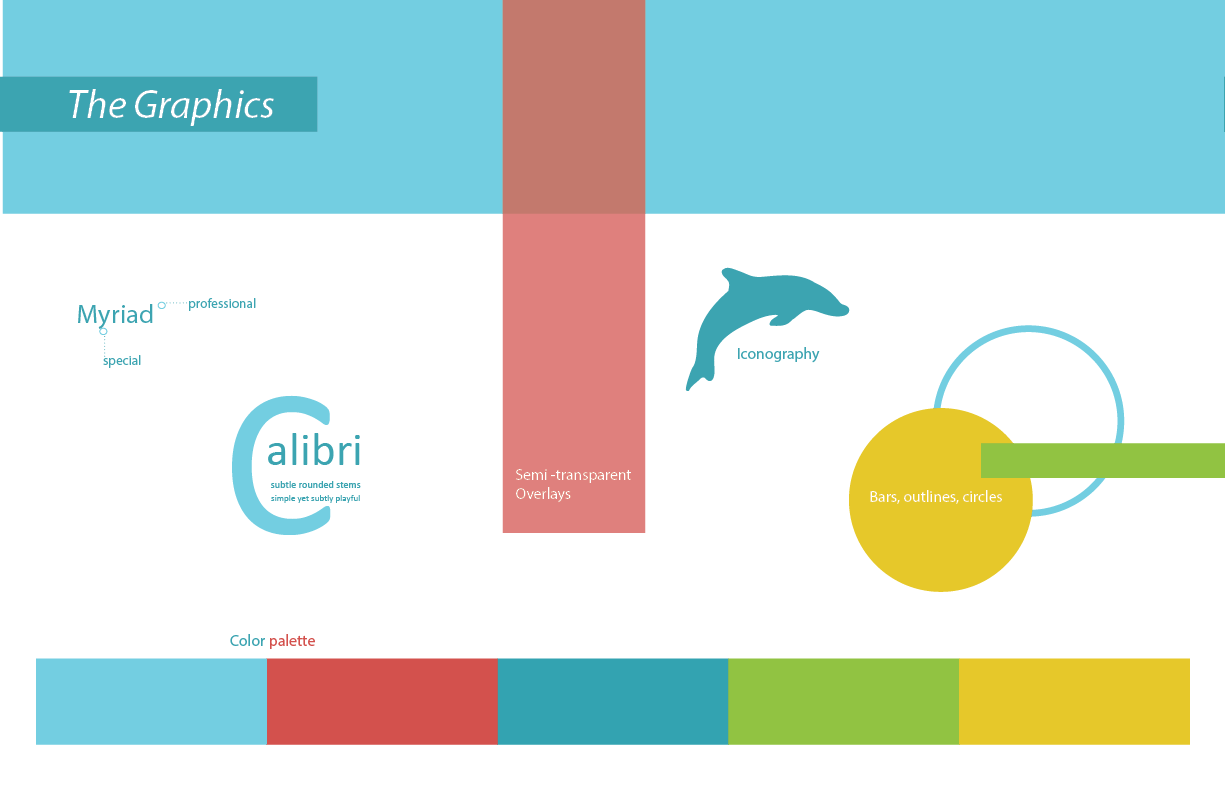 The Graphics
Myriad
professional
special
Calibri
subtle rounded stems
simple yet subtly playful
Semi -transparent
Overlays
Iconography
Bars, outlines, circles
Color palette